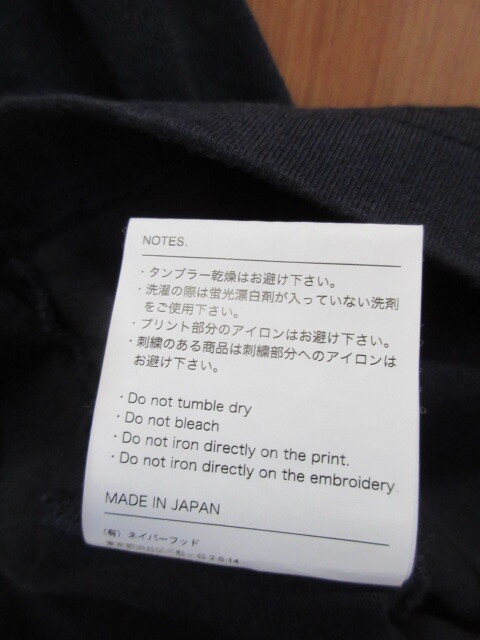 NOTES.
・タンブラー乾燥はお避け下さい。
・洗濯の際は蛍光漂白剤が入っていない洗剤
をご使用下さい。
・プリント部分のアイロンはお避け下さい。
・刺繍のある商品は刺繍部分へのアイロンは
お避け下さい。
・Do not tumble dry
・Do not bleach
・Do not iron directly on the print.
・Do not iron directly on the embroidery.
MADE IN JAPAN
(有) ネイバーフッド
2-8-14